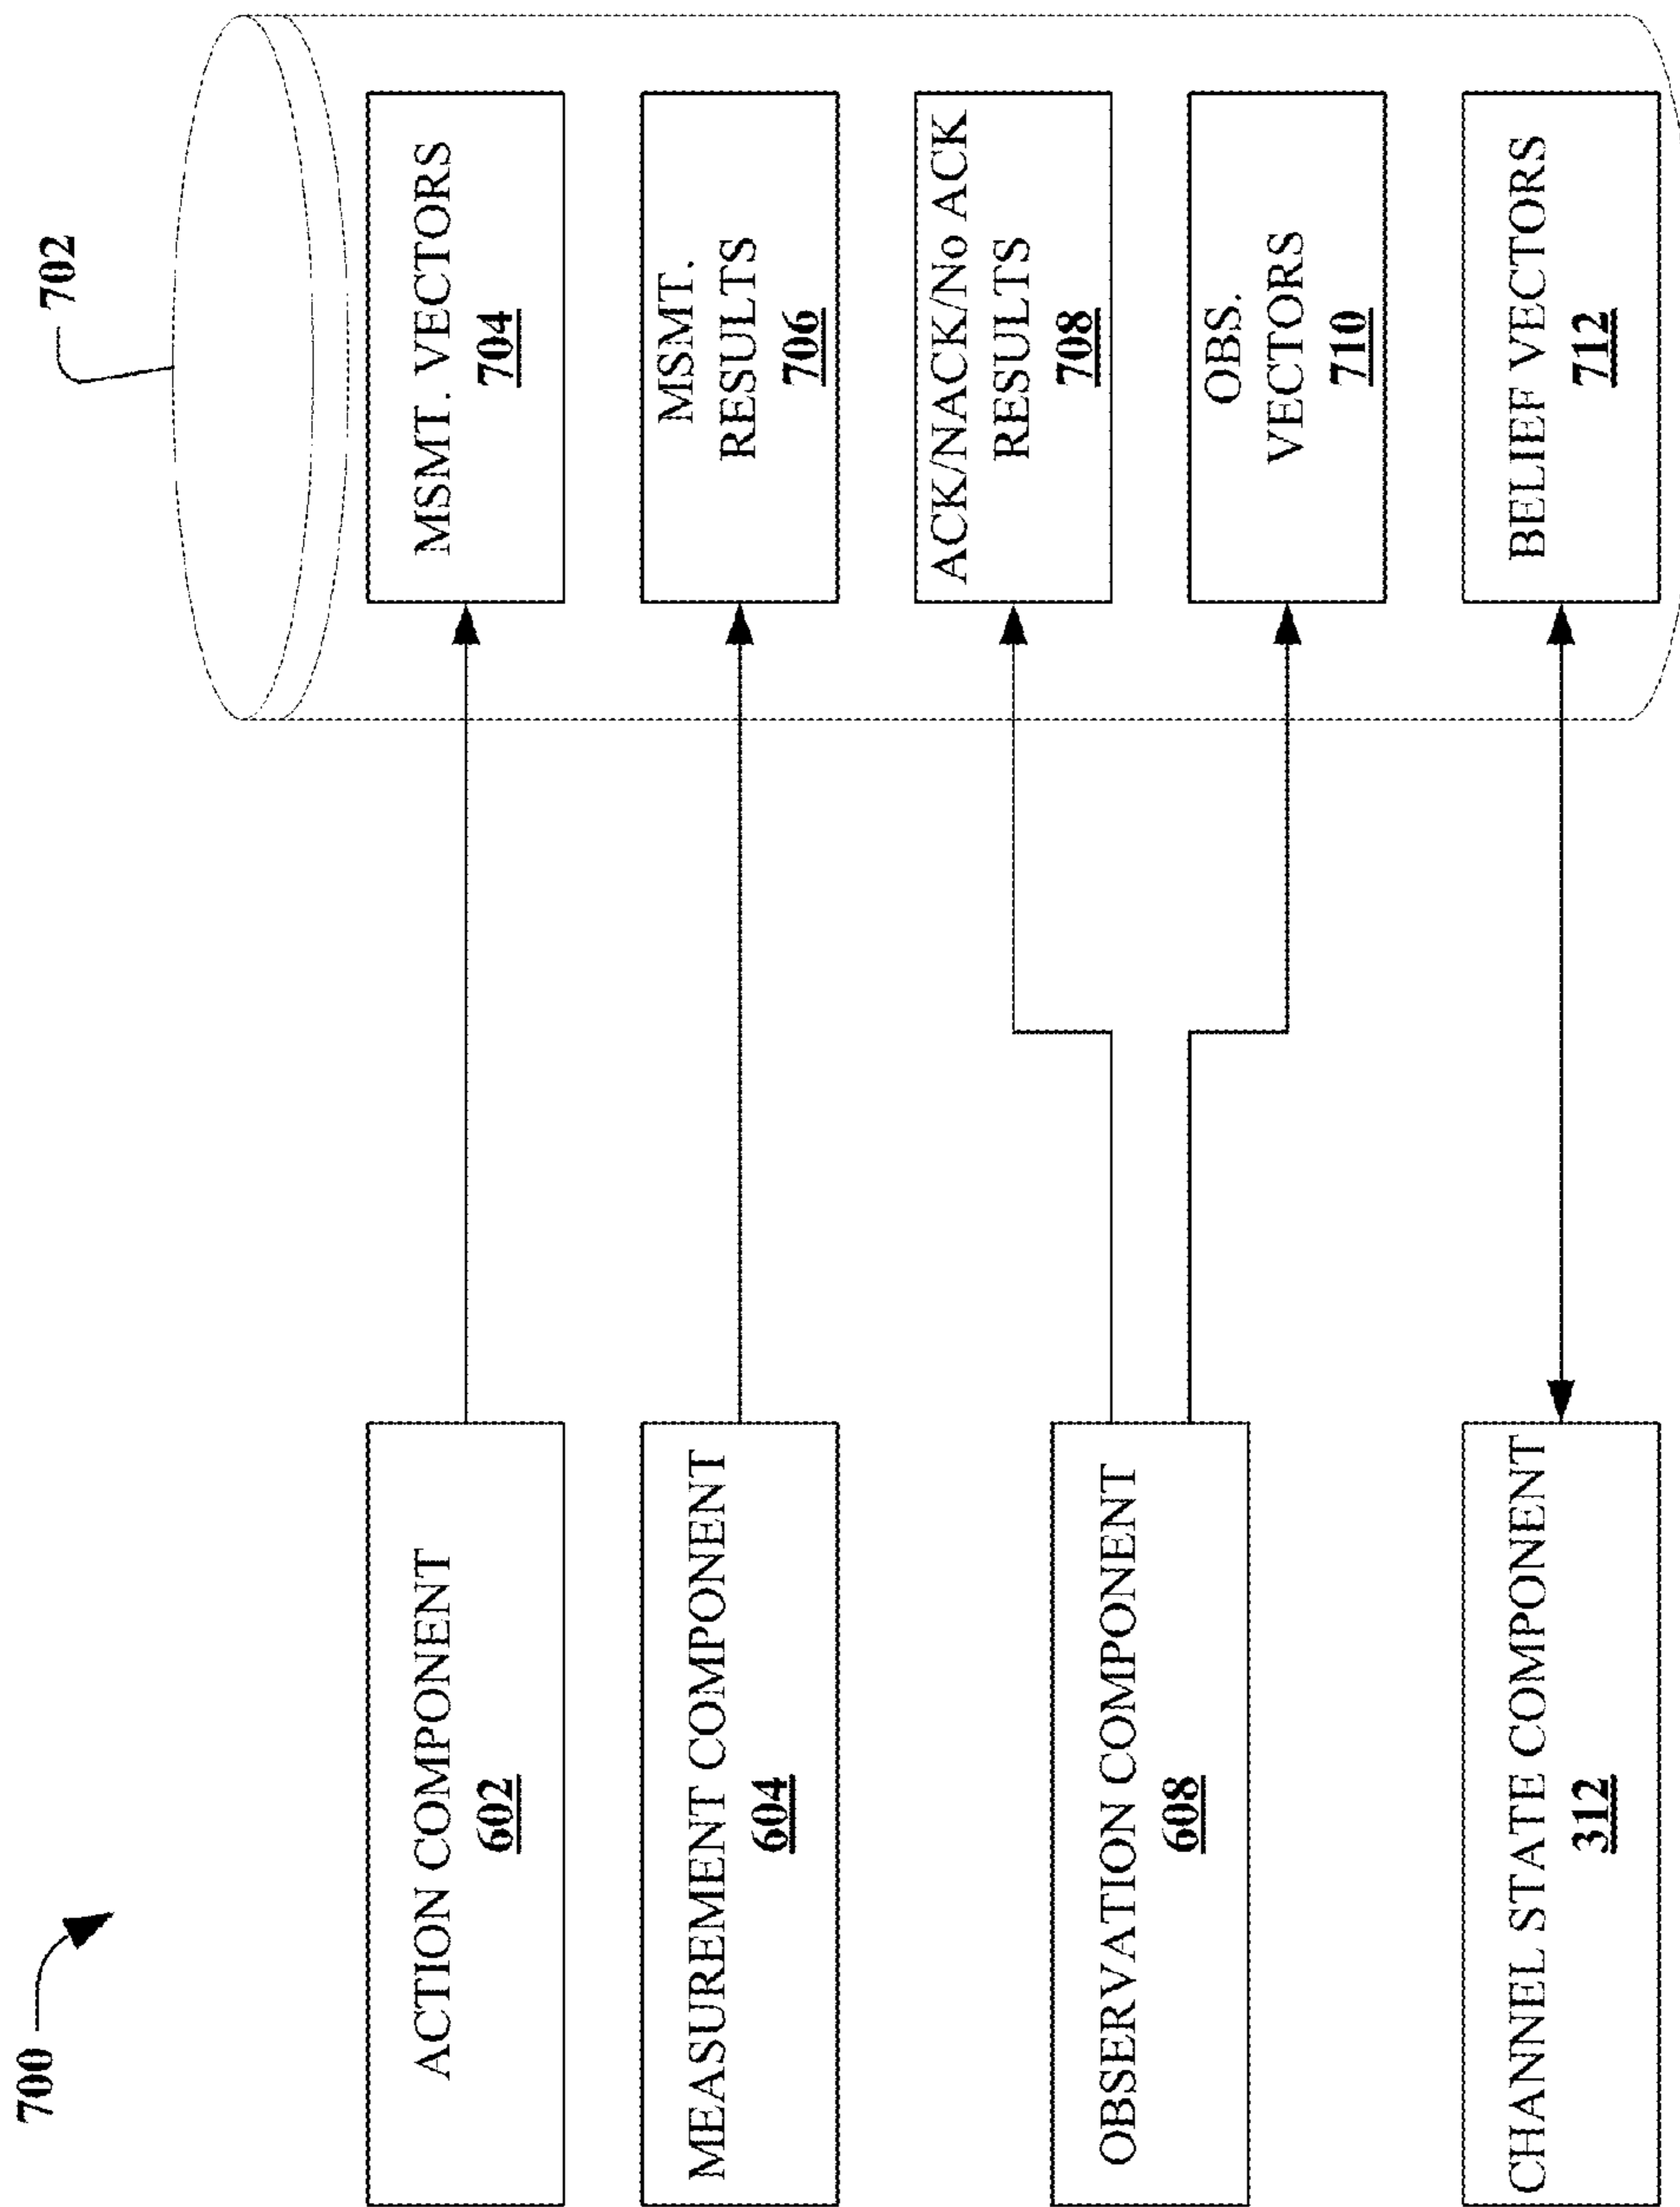 700
702
ACTION COMPONENT
602
MSMT. VECTORS
704
MEASUREMENT COMPONENT
604
MSMT.
RESULTS
706
OBSERVATION COMPONENT
608
ACK/NACK/No ACK
RESULTS
708
OBS.
VECTORS
710
CHANNEL STATE COMPONENT
312
BELIEF VECTORS
712